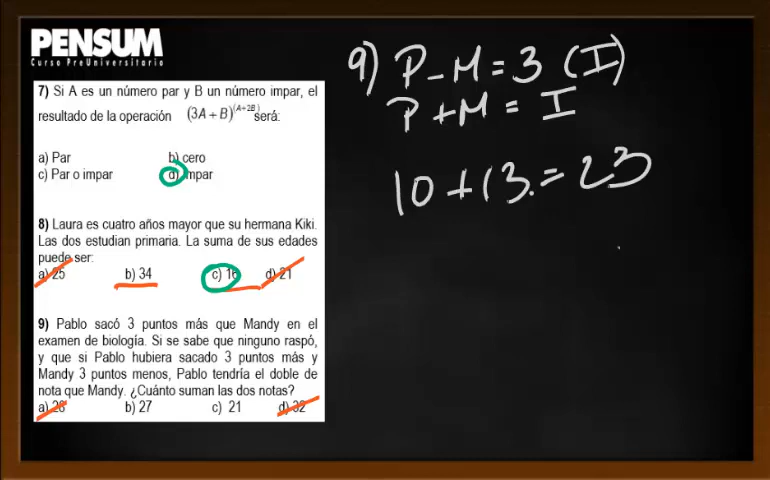 PENSUM
Curso PreUniversitario
7) Si A es un número par y B un número impar, el
resultado de la operación (3A + B)^(A+2B) será:
a) Par b) cero
c) Par o impar d) impar
8) Laura es cuatro años mayor que su hermana Kiki.
Las dos estudian primaria. La suma de sus edades
puede ser:
a) 25 b) 34 c) 16 d) 21
9) Pablo sacó 3 puntos más que Mandy en el
examen de biología. Si se sabe que ninguno raspó,
y que si Pablo hubiera sacado 3 puntos más y
Mandy 3 puntos menos, Pablo tendría el doble de
nota que Mandy. ¿Cuánto suman las dos notas?
a) 28 b) 27 c) 21 d) 32
9) P - M = 3 (I)
P + M = I
10 + 13 = 23